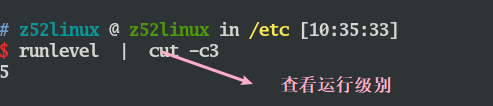 # z52linux @ z52linux in /etc [10:35:33]
$ runlevel | cut -c3
5
查看运行级别